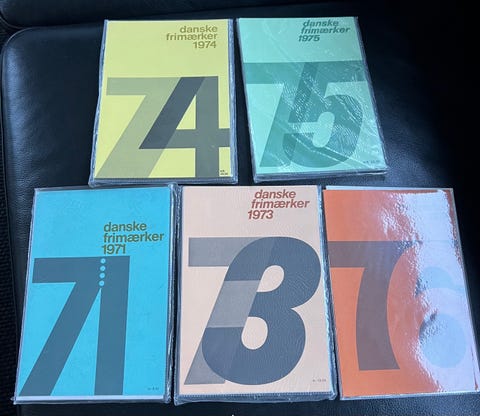 danske
frimærker
1974
74
danske
frimærker
1975
75
danske
frimærker
1971
71
danske
frimærker
1973
73
76